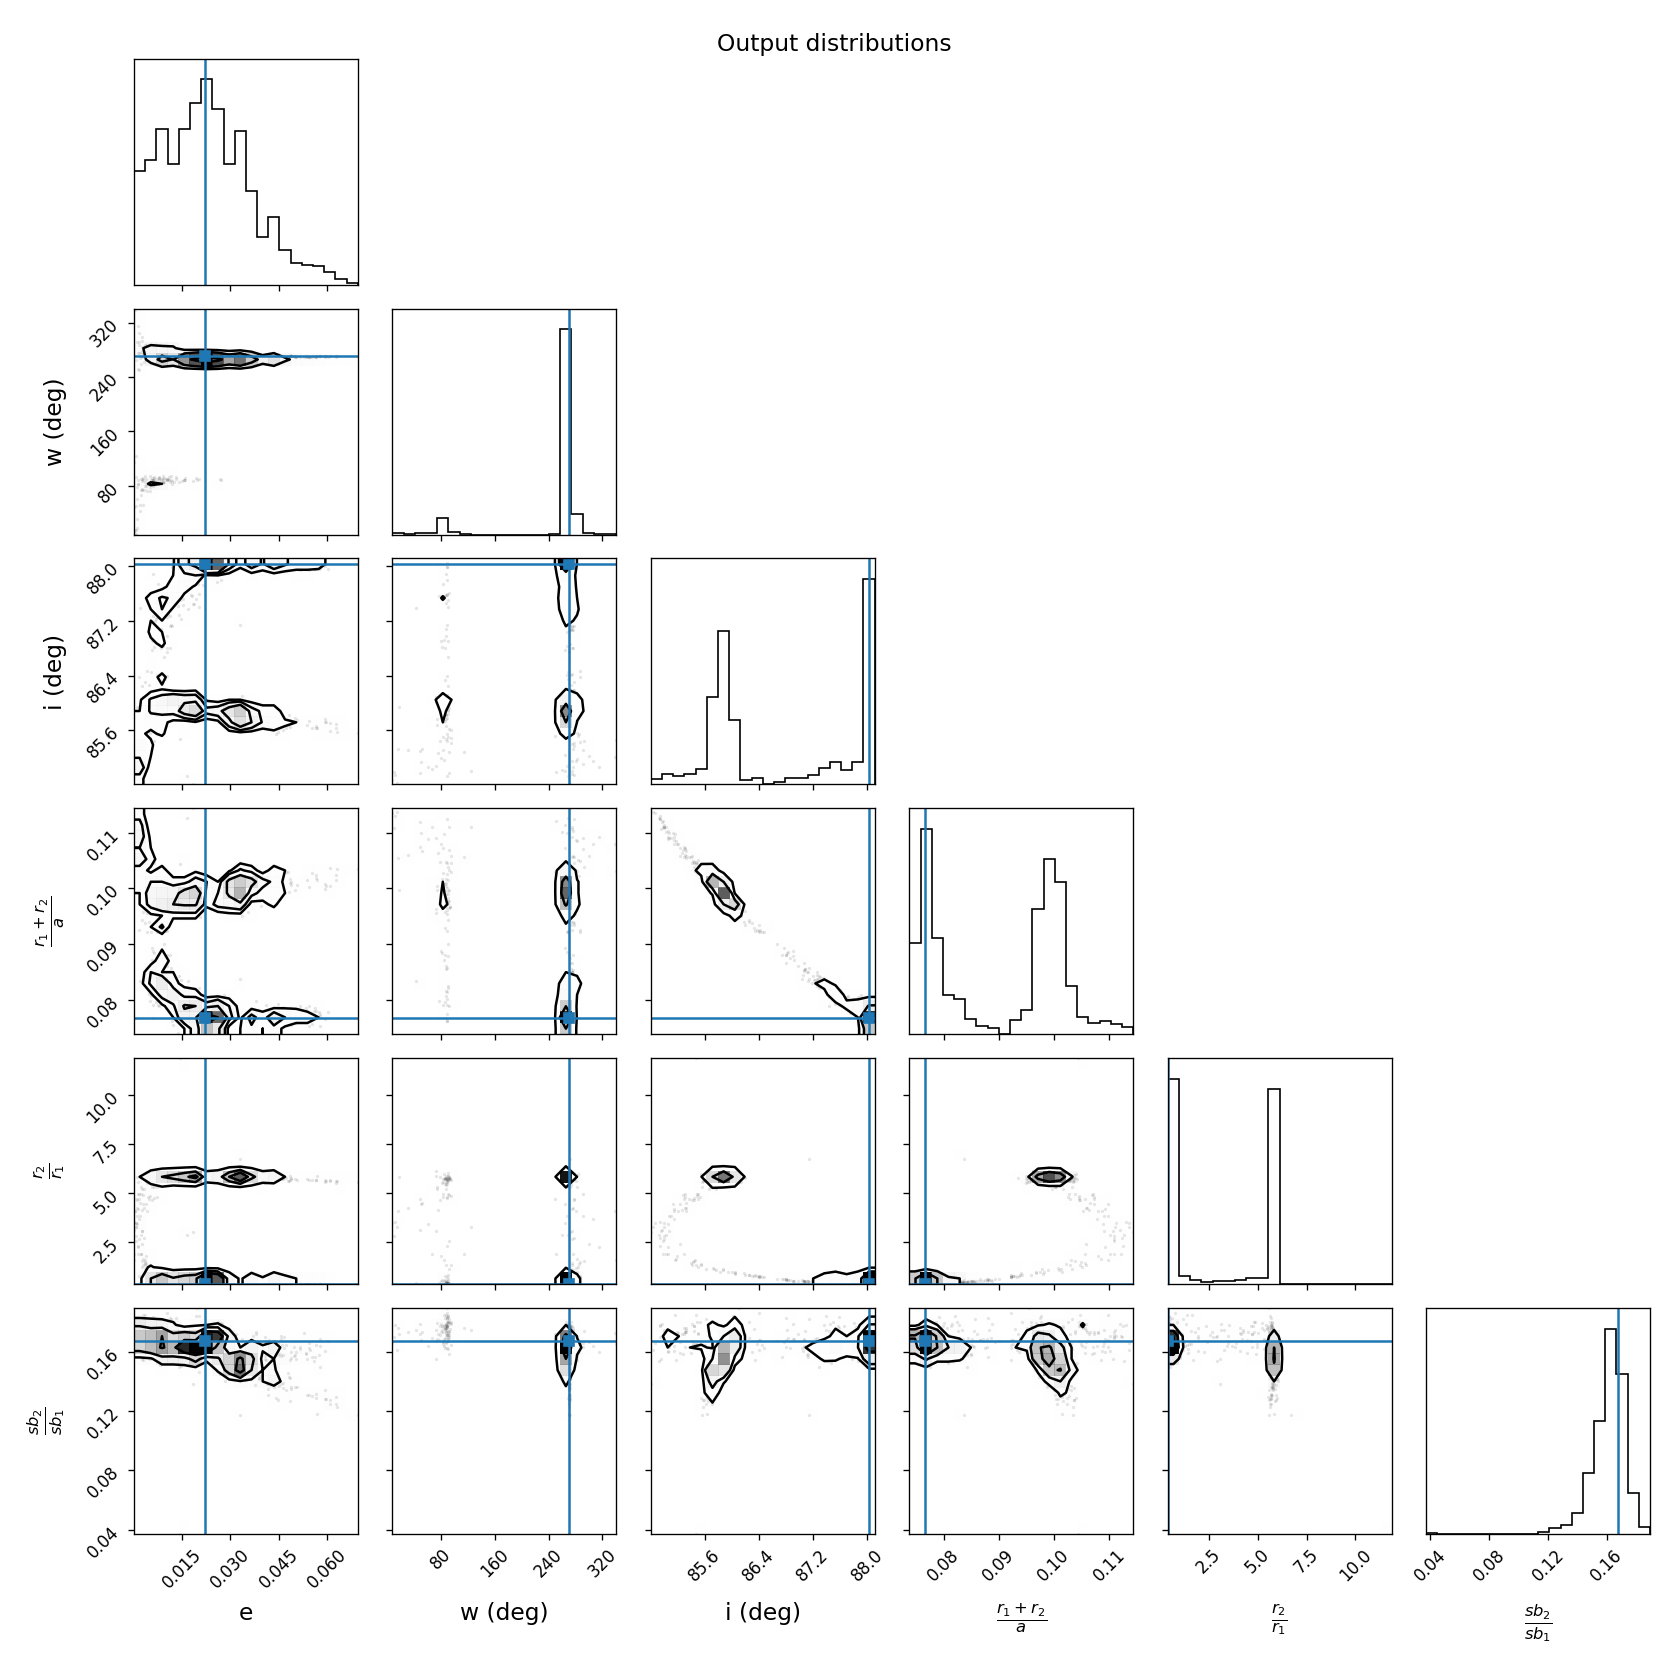 Output distributions
w (deg)
320
240
160
80
i (deg)
88.0
87.2
86.4
85.6
r₁ + r₂
a
0.11
0.10
0.09
0.08
r₂
r₁
10.0
7.5
5.0
2.5
sb₂
sb₁
0.16
0.12
0.08
0.04
0.015 0.030 0.045 0.060 80 160 240 320 85.6 86.4 87.2 88.0 0.08 0.09 0.10 0.11 2.5 5.0 7.5 10.0 0.04 0.08 0.12 0.16
e w (deg) i (deg)
r₁ + r₂
a
r₂
r₁
sb₂
sb₁